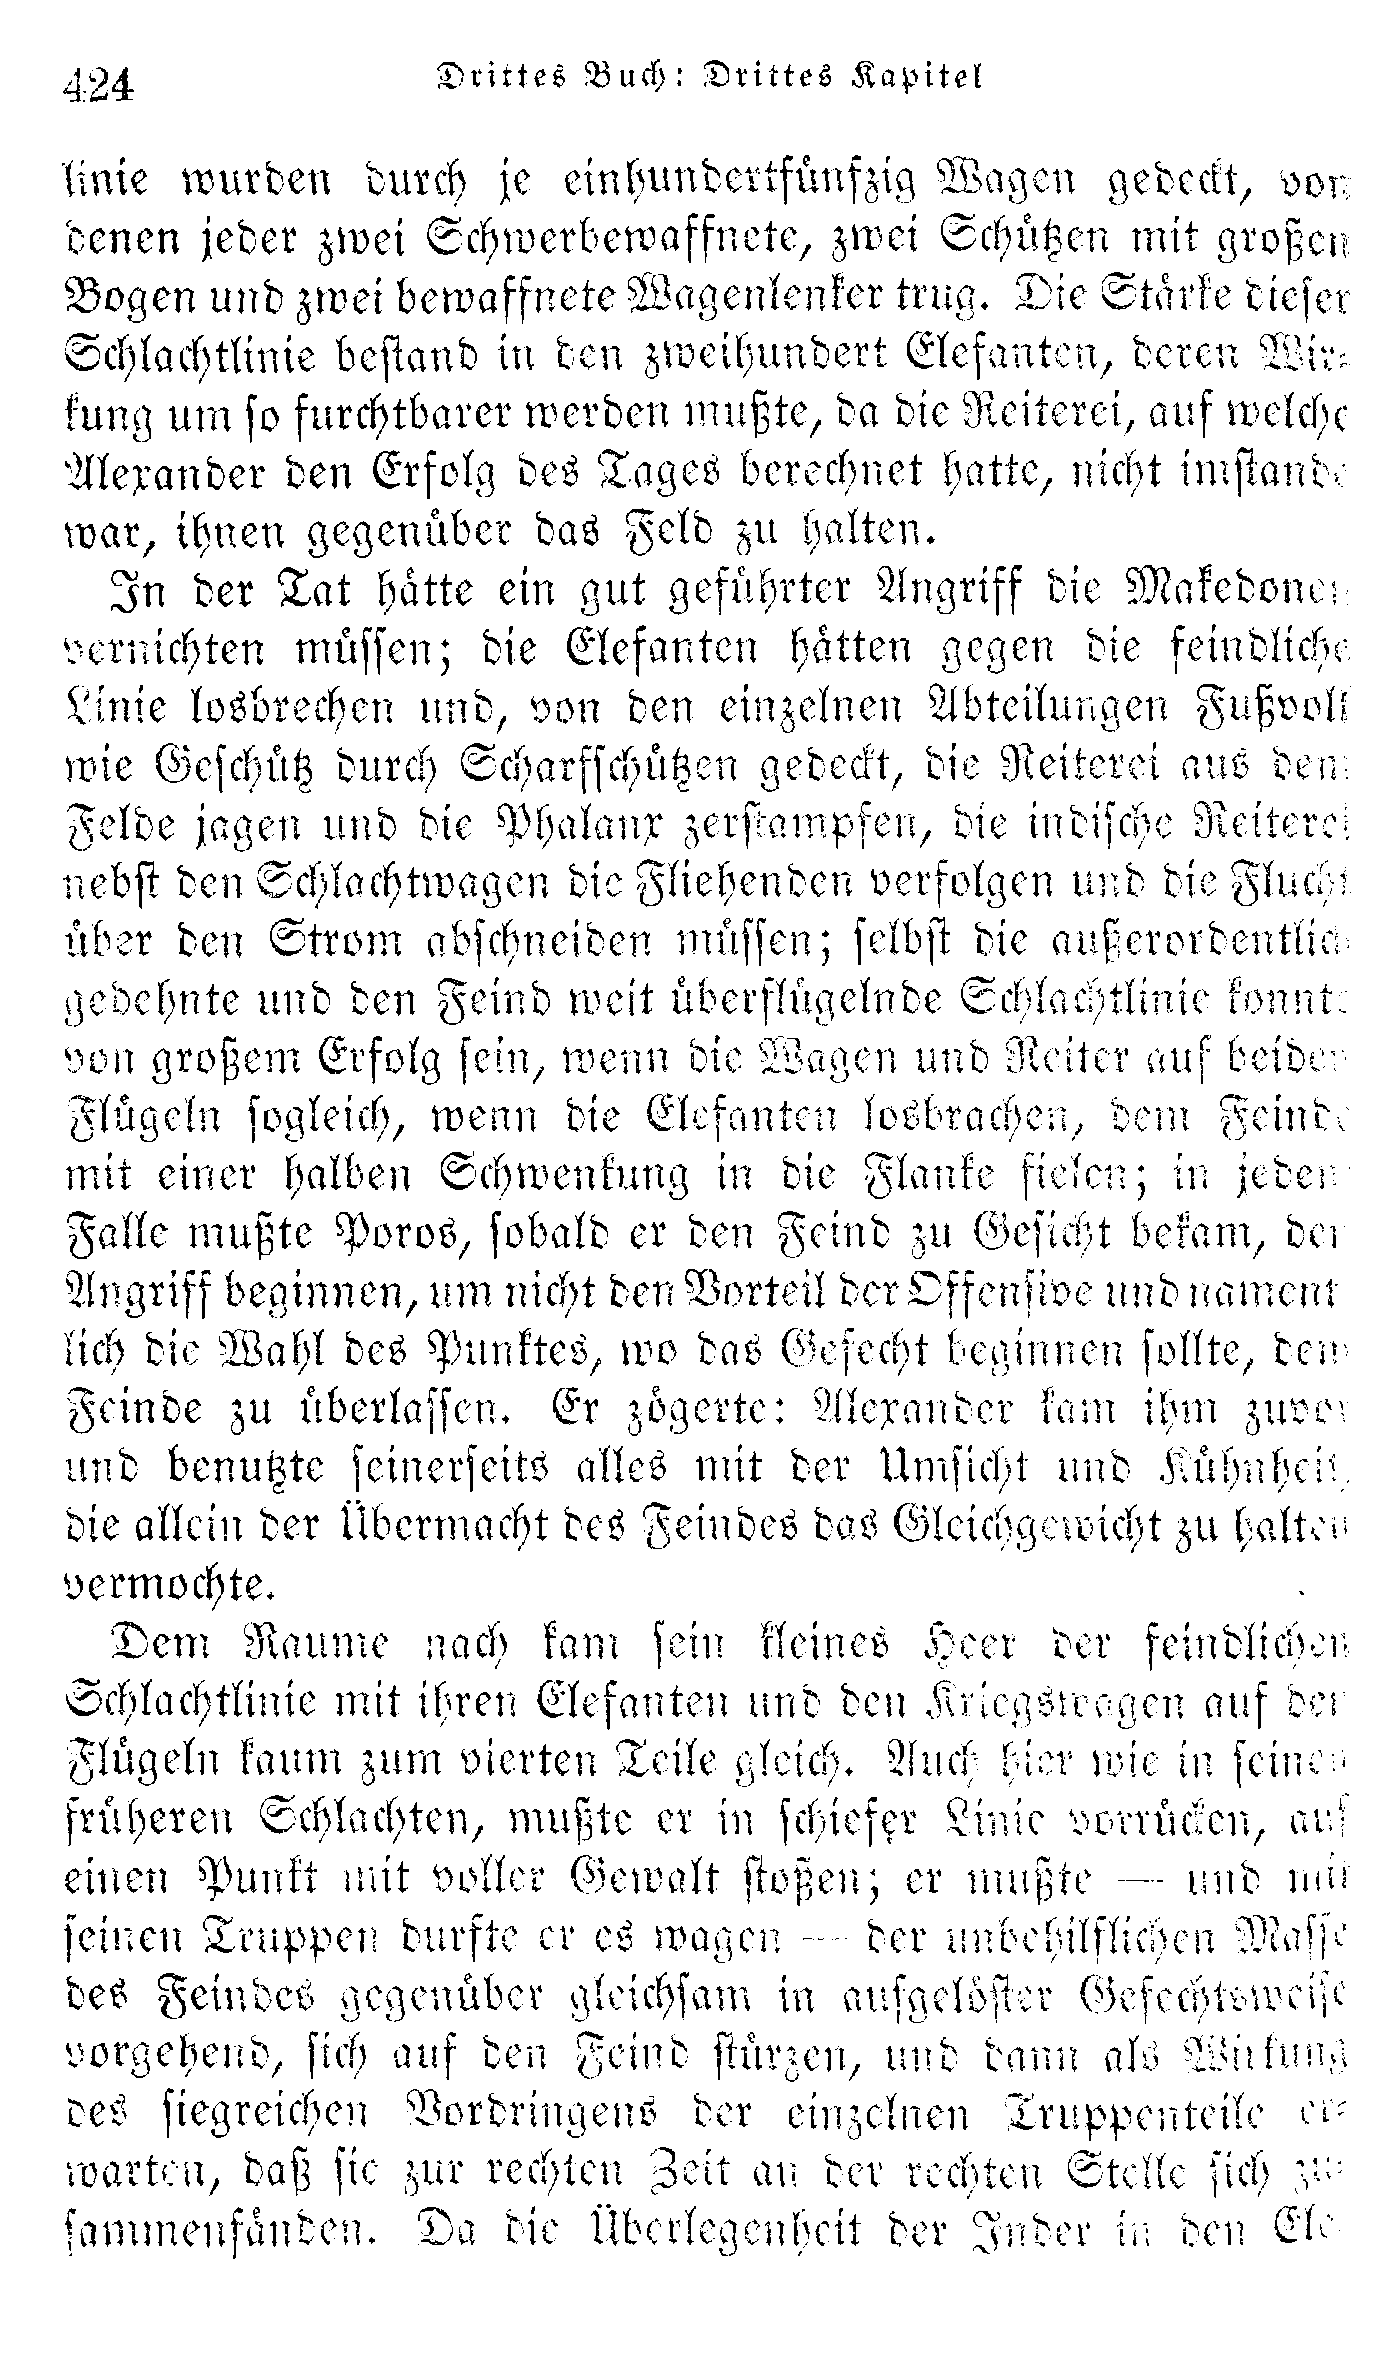 424 Drittes Buch: Drittes Kapitel
linie wurden durch je einhundertfünfzig Wagen gedeckt, von
denen jeder zwei Schwerbewaffnete, zwei Schützen mit großen
Bogen und zwei bewaffnete Wagenlenker trug. Die Stärke dieser
Schlachtlinie bestand in den zweihundert Elefanten, deren Wir-
kung um so furchtbarer werden mußte, da die Reiterei, auf welche
Alexander den Erfolg des Tages berechnet hatte, nicht imstande
war, ihnen gegenüber das Feld zu halten.
In der Tat hätte ein gut geführter Angriff die Makedonen
vernichten müssen; die Elefanten hätten gegen die feindliche
Linie losbrechen und, von den einzelnen Abteilungen Fußvolk
wie Geschütz durch Scharfschützen gedeckt, die Reiterei aus dem
Felde jagen und die Phalanx zerstampfen, die indische Reiterei
nebst den Schlachtwagen die Fliehenden verfolgen und die Flucht
über den Strom abschneiden müssen; selbst die außerordentlich
gedehnte und den Feind weit überflügelnde Schlachtlinie konnte
von großem Erfolg sein, wenn die Wagen und Reiter auf beiden
Flügeln sogleich, wenn die Elefanten losbrachen, dem Feinde
mit einer halben Schwenkung in die Flanke fielen; in jedem
Falle mußte Poros, sobald er den Feind zu Gesicht bekam, den
Angriff beginnen, um nicht den Vorteil der Offensive und nament
lich die Wahl des Punktes, wo das Gefecht beginnen sollte, dem
Feinde zu überlassen. Er zögerte: Alexander kam ihm zuvor
und benutzte seinerseits alles mit der Umsicht und Kühnheit,
die allein der Übermacht des Feindes das Gleichgewicht zu halten
vermochte.
Dem Raume nach kam sein kleines Heer der feindlichen
Schlachtlinie mit ihren Elefanten und den Kriegswagen auf den
Flügeln kaum zum vierten Teile gleich. Auch hier wie in seinen
früheren Schlachten, mußte er in schiefer Linie vorrücken, auf
einen Punkt mit voller Gewalt stoßen; er mußte — und mit
seinen Truppen durfte er es wagen — der unbehilflichen Masse
des Feindes gegenüber gleichsam in aufgelöster Gefechtsweise
vorgehend, sich auf den Feind stürzen, und dann als Wirkung
des siegreichen Vordringens der einzelnen Truppenteile er-
warten, daß sie zur rechten Zeit an der rechten Stelle sich zu-
sammenfänden. Da die Überlegenheit der Inder in den Ele-